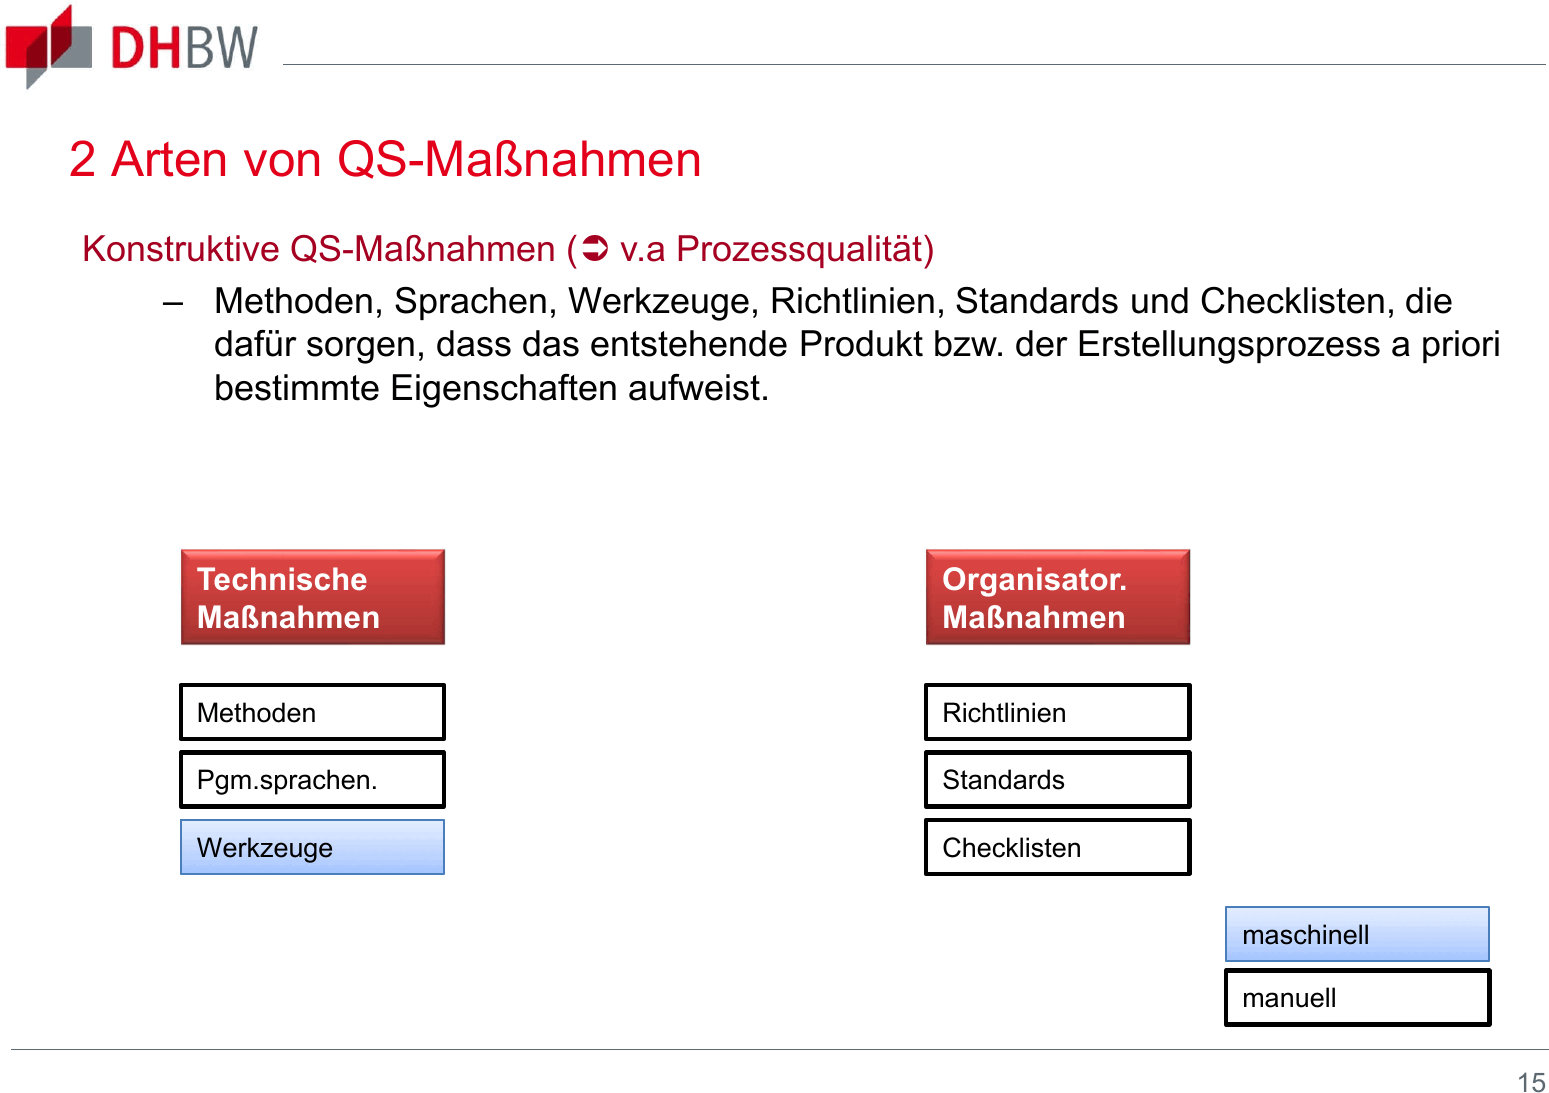 DHBW
2 Arten von QS-Maßnahmen
Konstruktive QS-Maßnahmen (➲ v.a Prozessqualität)
– Methoden, Sprachen, Werkzeuge, Richtlinien, Standards und Checklisten, die
dafür sorgen, dass das entstehende Produkt bzw. der Erstellungsprozess a priori
bestimmte Eigenschaften aufweist.
Technische
Maßnahmen
Methoden
Pgm.sprachen.
Werkzeuge
Organisator.
Maßnahmen
Richtlinien
Standards
Checklisten
maschinell
manuell
15